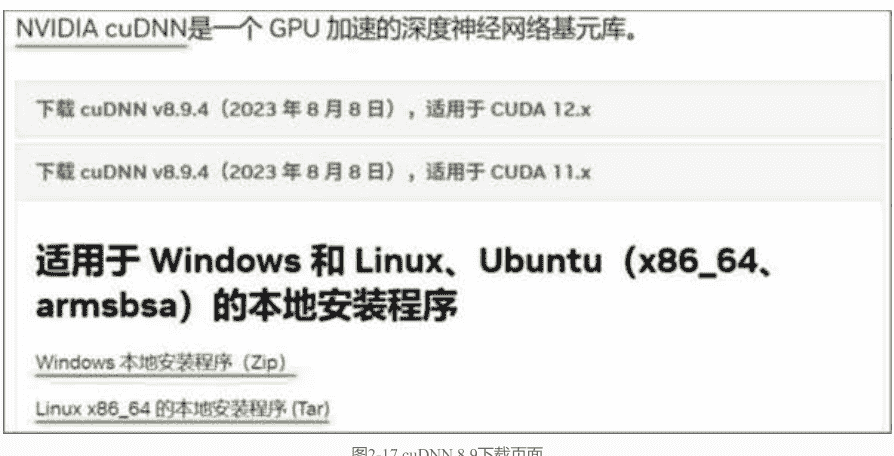 NVIDIA cuDNN是一个 GPU 加速的深度神经网络基元库。
下载 cuDNN v8.9.4（2023 年 8 月 8 日），适用于 CUDA 12.x
下载 cuDNN v8.9.4（2023 年 8 月 8 日），适用于 CUDA 11.x
适用于 Windows 和 Linux、Ubuntu（x86_64、
armsbsa）的本地安装程序
Windows 本地安装程序（Zip）
Linux x86_64 的本地安装程序 (Tar)
图2-17 cuDNN 8.9下载页面